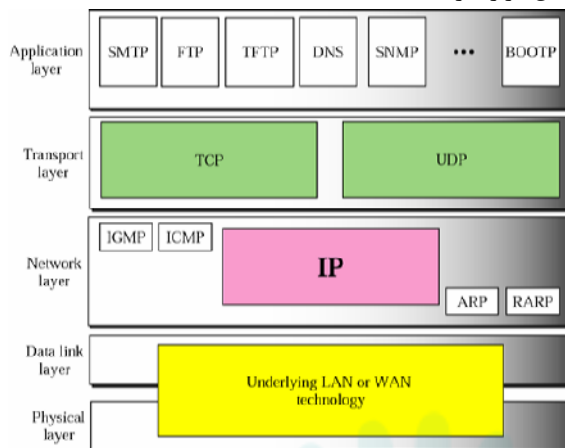 Application
layer
SMTP
FTP
TFTP
DNS
SNMP
•••
BOOTP
Transport
layer
TCP
UDP
Network
layer
IGMP
ICMP
IP
ARP
RARP
Data link
layer
Underlying LAN or WAN
technology
Physical
layer